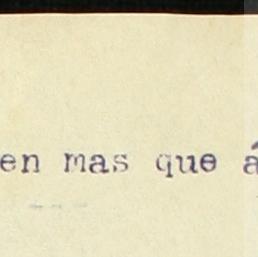 en mas que á